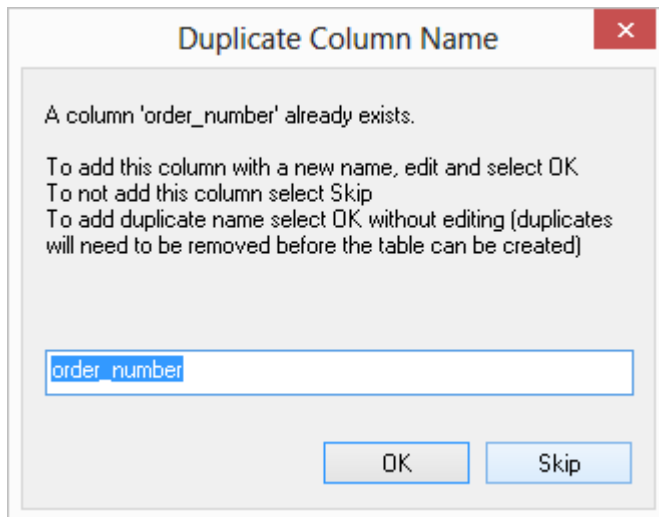 Duplicate Column Name
A column 'order_number' already exists.
To add this column with a new name, edit and select OK
To not add this column select Skip
To add duplicate name select OK without editing (duplicates
will need to be removed before the table can be created)
order_number
OK
Skip